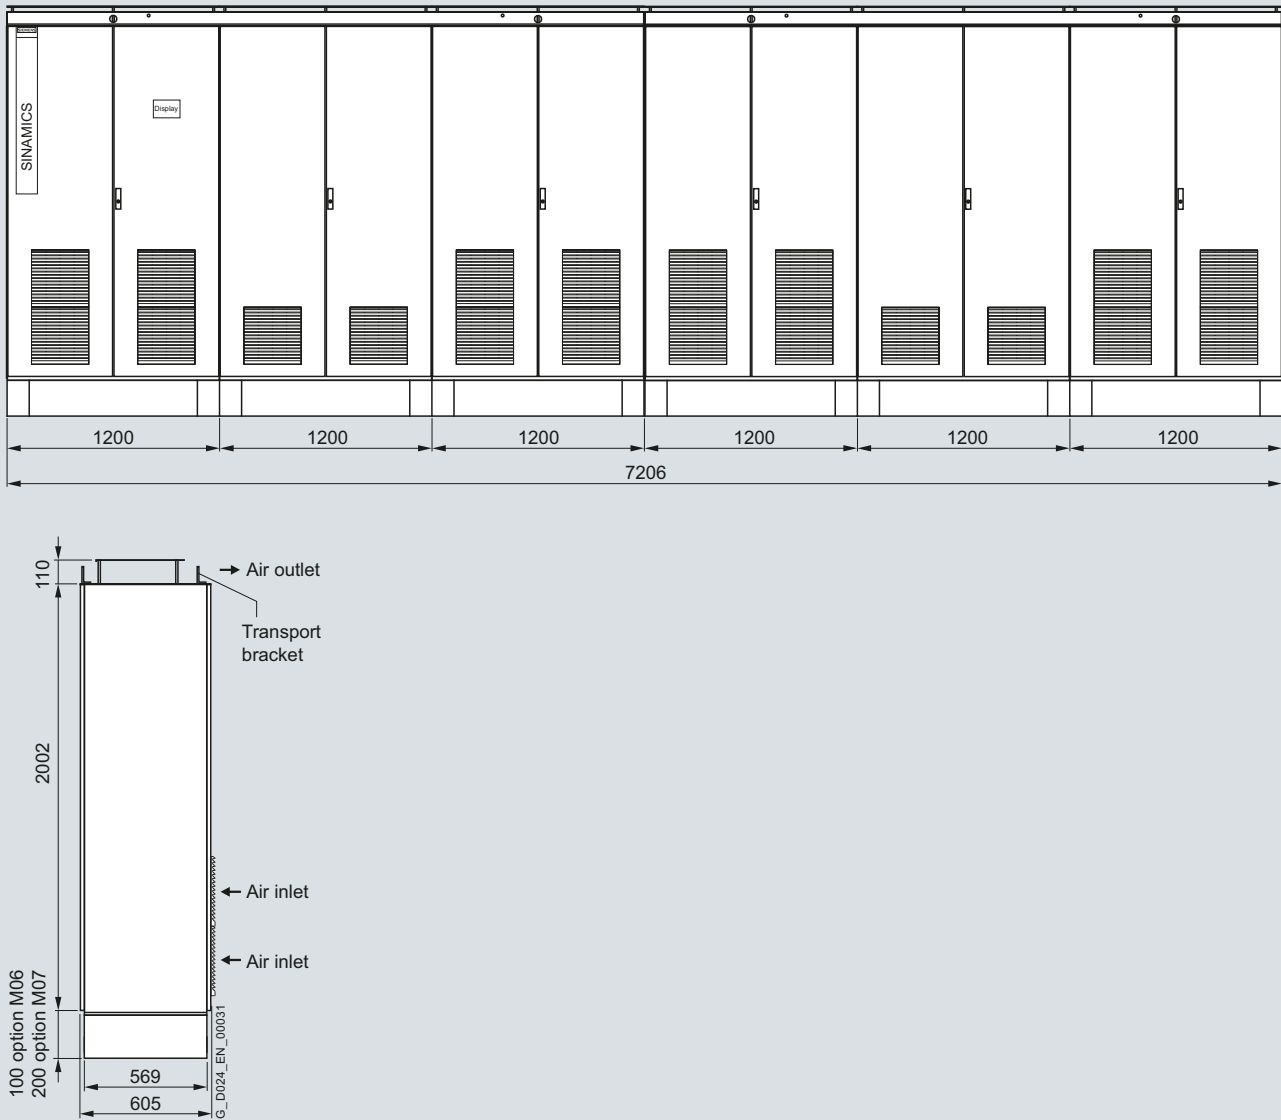 SIEMENS
SINAMICS
Display
1200 1200 1200 1200 1200 1200
7206
110
Air outlet
Transport
bracket
2002
Air inlet
Air inlet
100 option M06
200 option M07
G_D024_EN_00031
569
605